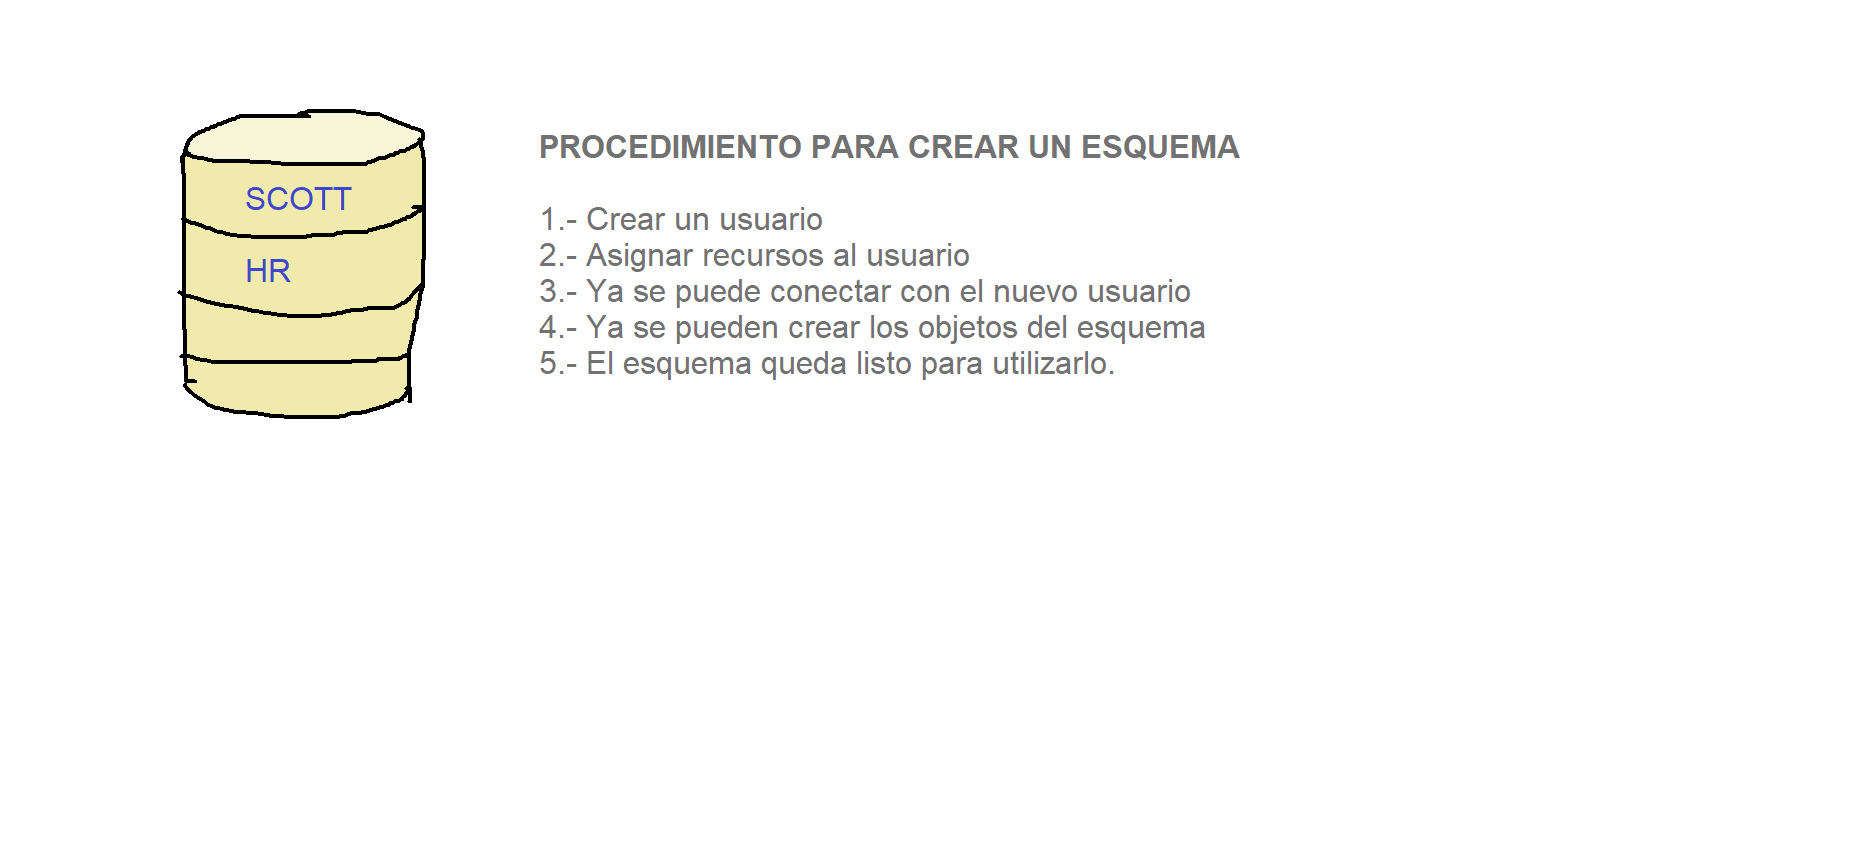 SCOTT
HR
PROCEDIMIENTO PARA CREAR UN ESQUEMA
1.- Crear un usuario
2.- Asignar recursos al usuario
3.- Ya se puede conectar con el nuevo usuario
4.- Ya se pueden crear los objetos del esquema
5.- El esquema queda listo para utilizarlo.